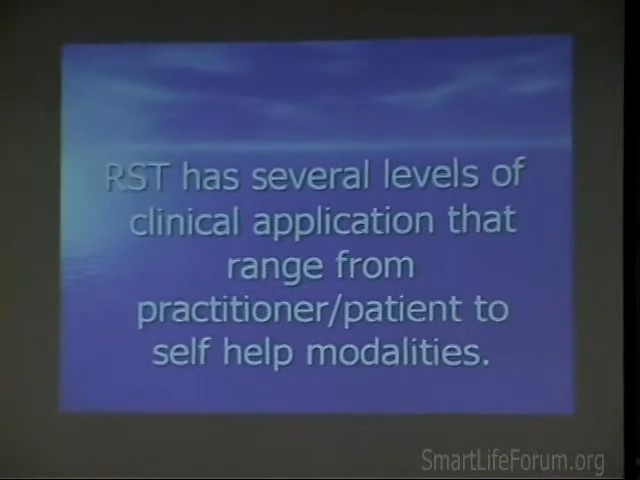 RST has several levels of
clinical application that
range from
practitioner/patient to
self help modalities.
SmartLifeForum.org